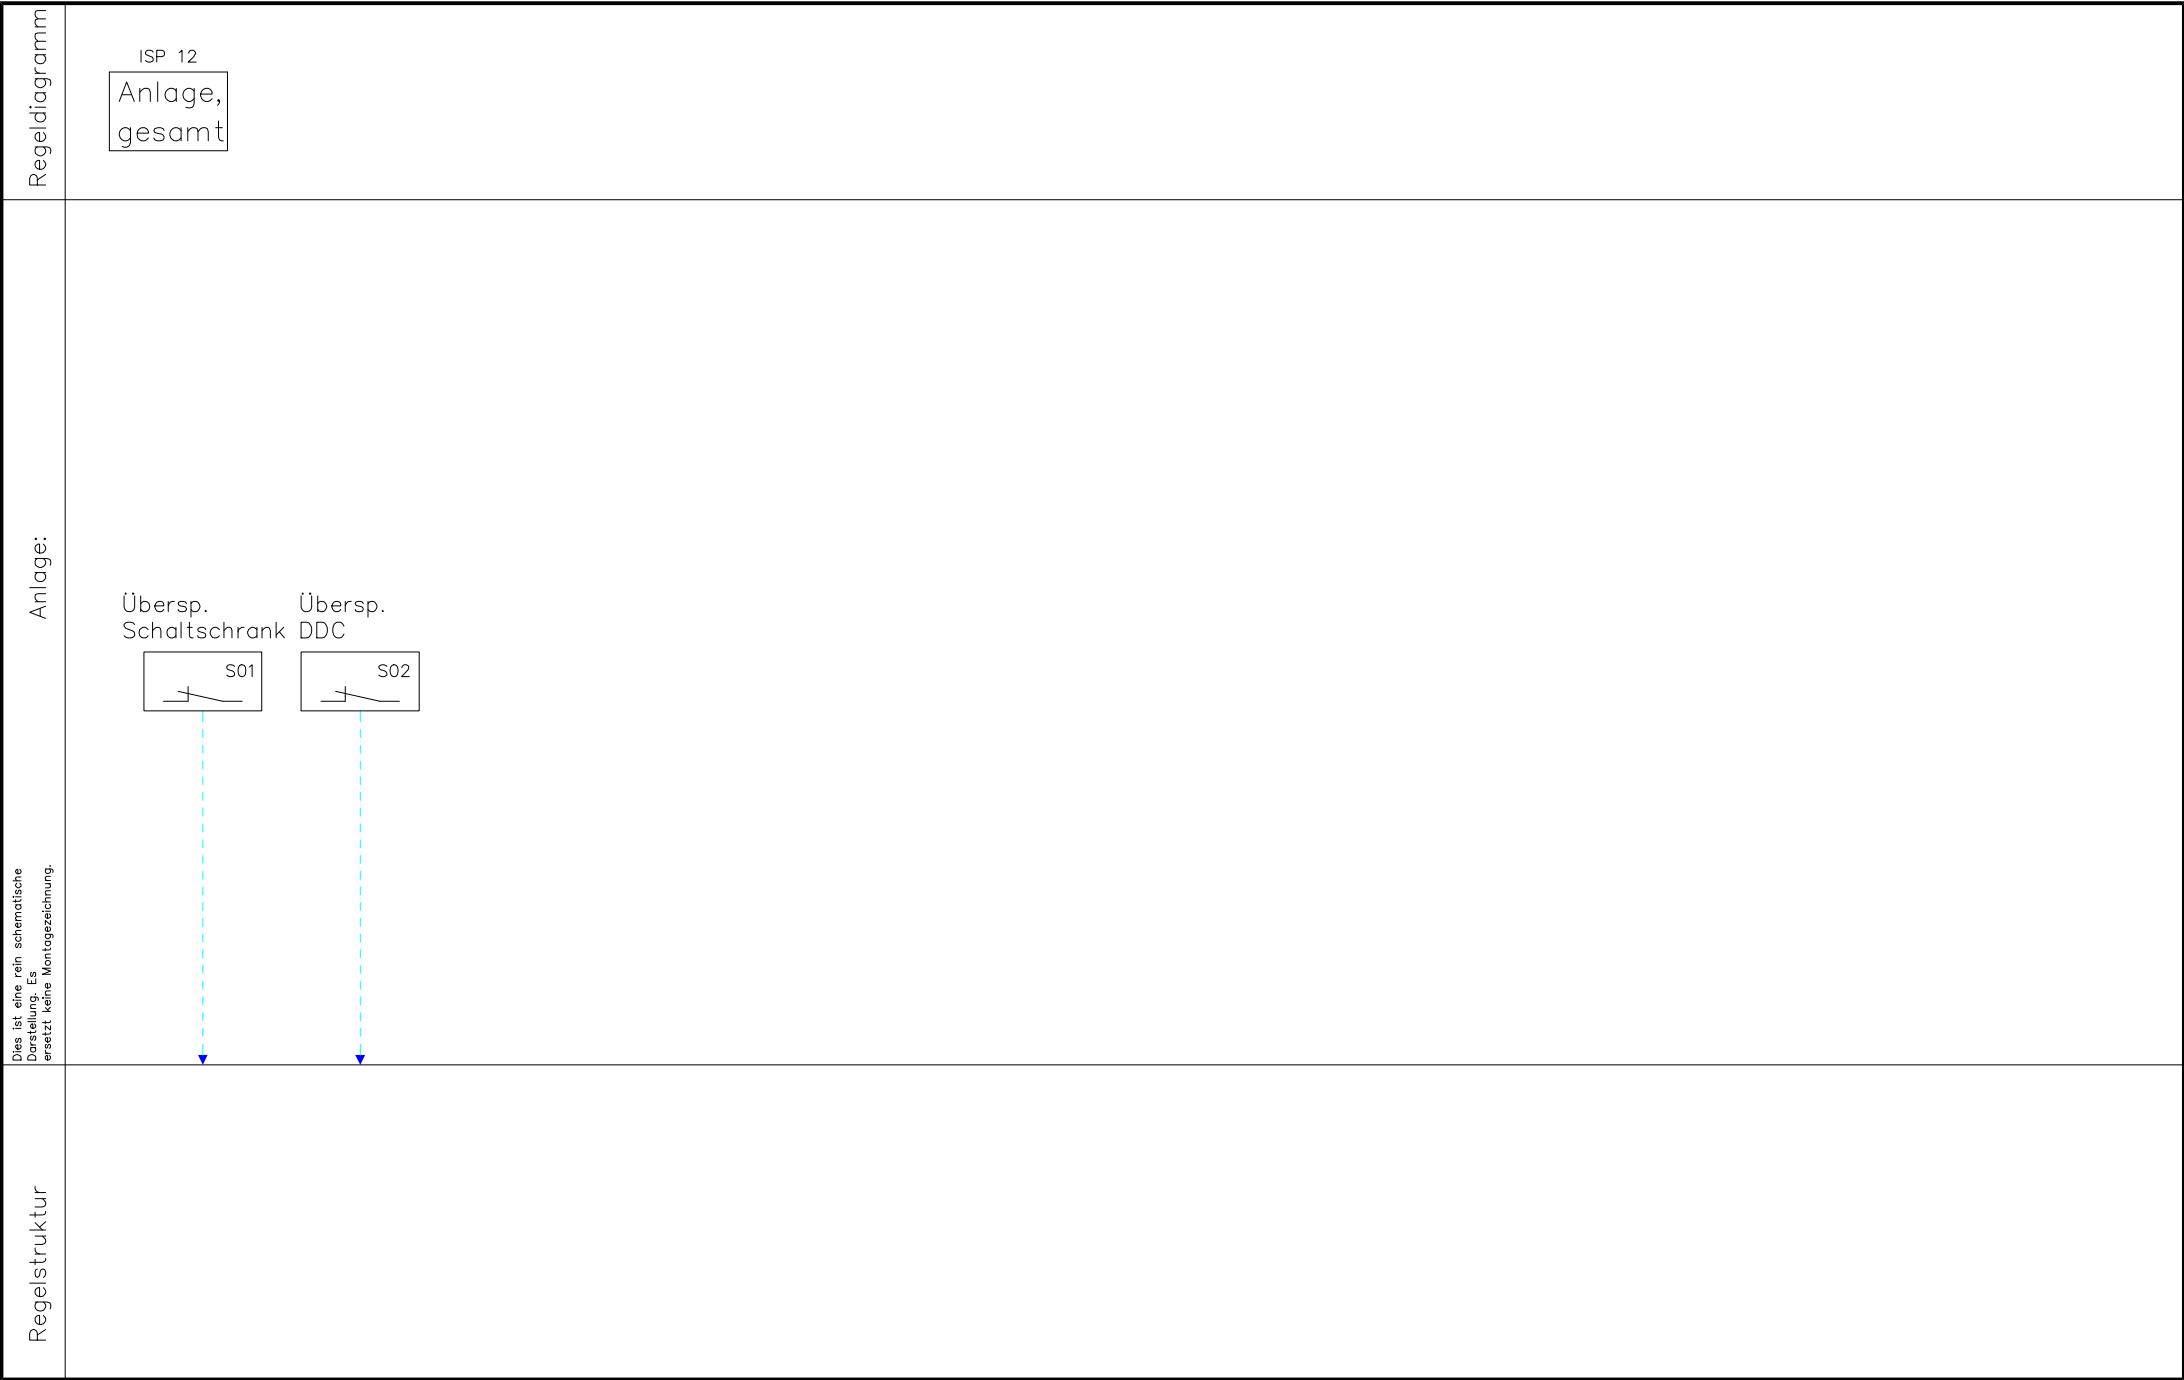 Regeldiagramm
ISP 12
Anlage,
gesamt
Anlage:
Übersp.
Schaltschrank
S01
Übersp.
DDC
S02
Dies ist eine rein schematische
Darstellung. Es
ersetzt keine Montagezeichnung.
Regelstruktur